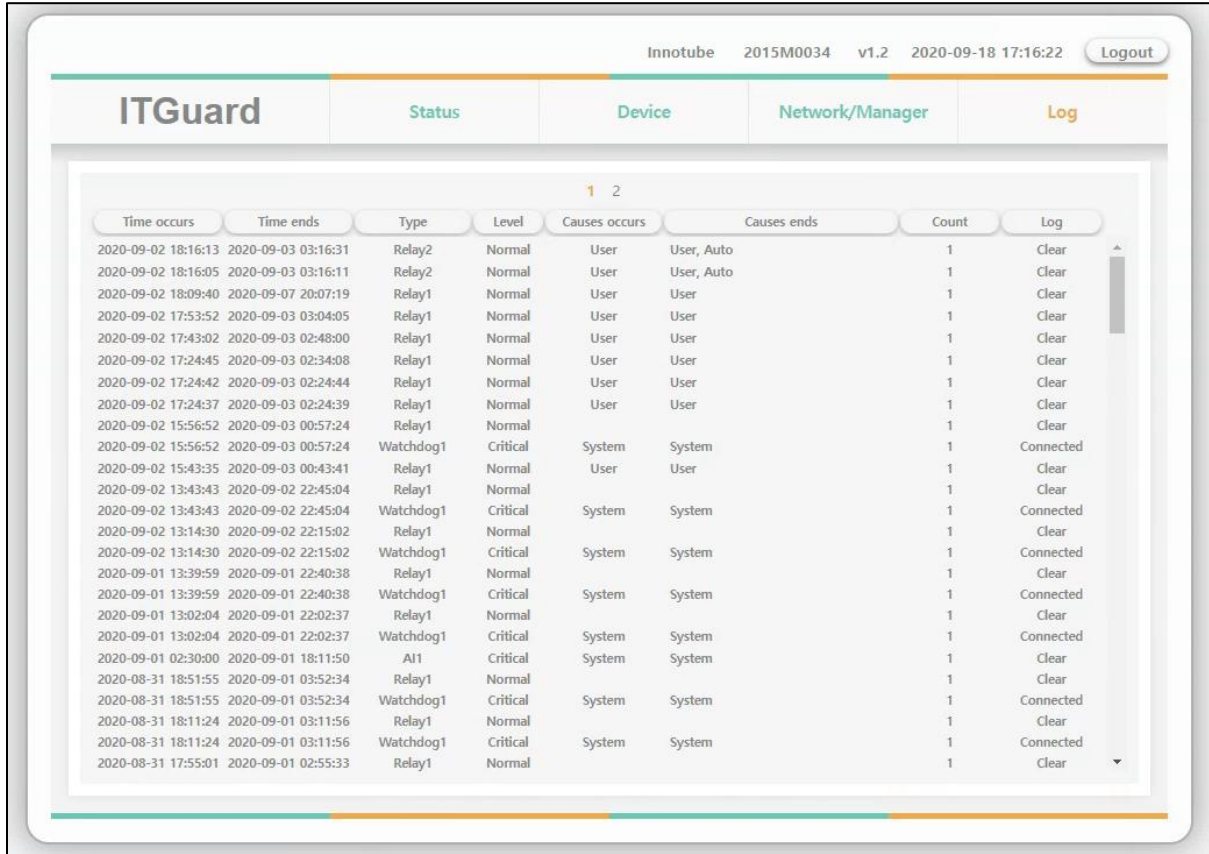 Innotube 2015M0034 v1.2 2020-09-18 17:16:22 Logout
ITGuard Status Device Network/Manager Log
1 2
Time occurs Time ends Type Level Causes occurs Causes ends Count Log
2020-09-02 18:16:13 2020-09-03 03:16:31 Relay2 Normal User User, Auto 1 Clear
2020-09-02 18:16:05 2020-09-03 03:16:11 Relay2 Normal User User, Auto 1 Clear
2020-09-02 18:09:40 2020-09-07 20:07:19 Relay1 Normal User User 1 Clear
2020-09-02 17:53:52 2020-09-03 03:04:05 Relay1 Normal User User 1 Clear
2020-09-02 17:43:02 2020-09-03 02:48:00 Relay1 Normal User User 1 Clear
2020-09-02 17:24:45 2020-09-03 02:34:08 Relay1 Normal User User 1 Clear
2020-09-02 17:24:42 2020-09-03 02:24:44 Relay1 Normal User User 1 Clear
2020-09-02 17:24:37 2020-09-03 02:24:39 Relay1 Normal User User 1 Clear
2020-09-02 15:56:52 2020-09-03 00:57:24 Relay1 Normal 1 Clear
2020-09-02 15:56:52 2020-09-03 00:57:24 Watchdog1 Critical System System 1 Connected
2020-09-02 15:43:35 2020-09-03 00:43:41 Relay1 Normal User User 1 Clear
2020-09-02 13:43:43 2020-09-02 22:45:04 Relay1 Normal 1 Clear
2020-09-02 13:43:43 2020-09-02 22:45:04 Watchdog1 Critical System System 1 Connected
2020-09-02 13:14:30 2020-09-02 22:15:02 Relay1 Normal 1 Clear
2020-09-02 13:14:30 2020-09-02 22:15:02 Watchdog1 Critical System System 1 Connected
2020-09-01 13:39:59 2020-09-01 22:40:38 Relay1 Normal 1 Clear
2020-09-01 13:39:59 2020-09-01 22:40:38 Watchdog1 Critical System System 1 Connected
2020-09-01 13:02:04 2020-09-01 22:02:37 Relay1 Normal 1 Clear
2020-09-01 13:02:04 2020-09-01 22:02:37 Watchdog1 Critical System System 1 Connected
2020-09-01 02:30:00 2020-09-01 18:11:50 AI1 Critical System System 1 Clear
2020-08-31 18:51:55 2020-09-01 03:52:34 Relay1 Normal 1 Clear
2020-08-31 18:51:55 2020-09-01 03:52:34 Watchdog1 Critical System System 1 Connected
2020-08-31 18:11:24 2020-09-01 03:11:56 Relay1 Normal 1 Clear
2020-08-31 18:11:24 2020-09-01 03:11:56 Watchdog1 Critical System System 1 Connected
2020-08-31 17:55:01 2020-09-01 02:55:33 Relay1 Normal 1 Clear